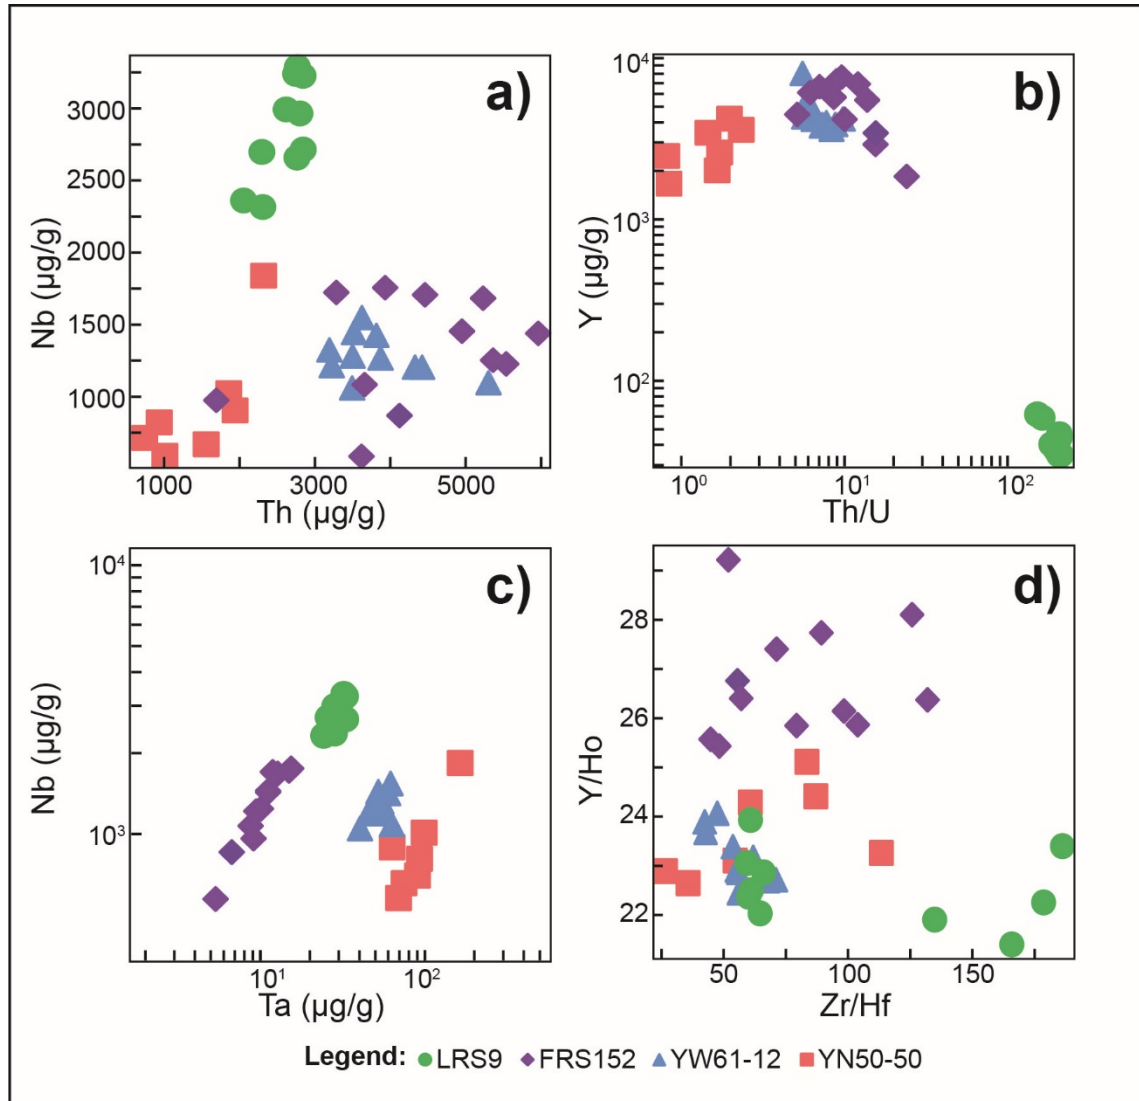 a)
3000
2500
2000
1500
1000
Nb (µg/g)
1000 3000 5000
Th (µg/g)
b)
10⁴
10³
10²
Y (µg/g)
10⁰ 10¹ 10²
Th/U
c)
10⁴
10³
Nb (µg/g)
10¹ 10²
Ta (µg/g)
d)
28
26
24
22
Y/Ho
50 100 150
Zr/Hf
Legend: LRS9 FRS152 YW61-12 YN50-50